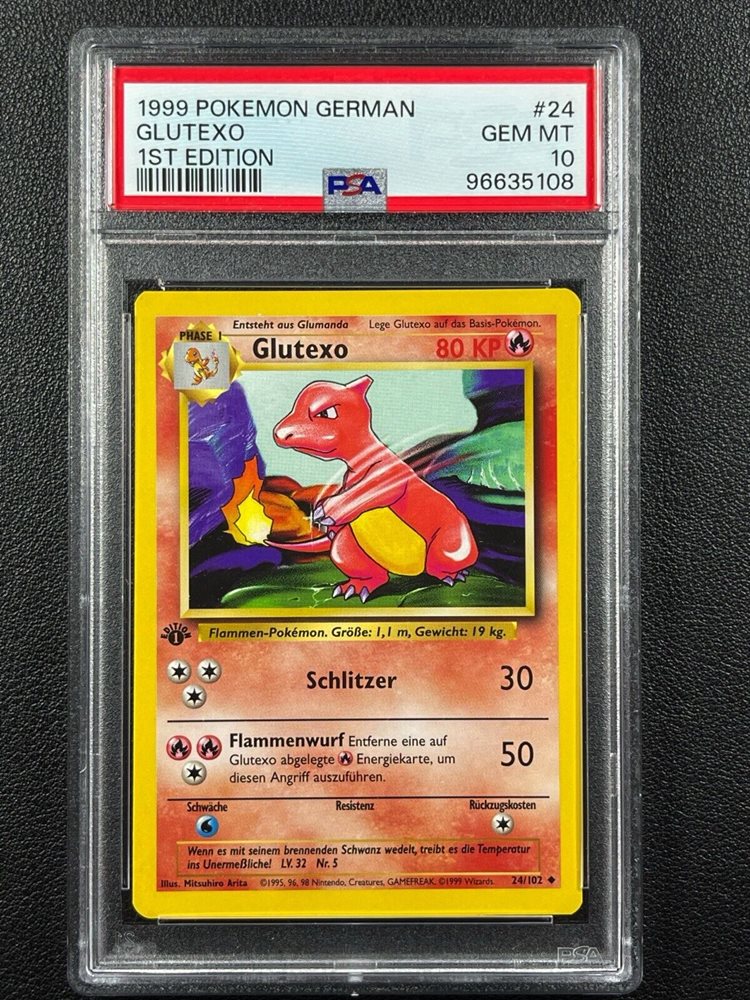 1999 POKEMON GERMAN #24
GLUTEXO GEM MT
1ST EDITION 10
PSA 96635108
Entsteht aus Glumanda Lege Glutexo auf das Basis-Pokémon.
PHASE 1
Glutexo 80 KP
EDITION 1
Flammen-Pokémon. Größe: 1,1 m, Gewicht: 19 kg.
Schlitzer 30
Flammenwurf Entferne eine auf
Glutexo abgelegte Energiekarte, um
diesen Angriff auszuführen.
50
Schwäche Resistenz Rückzugskosten
Wenn es mit seinem brennenden Schwanz wedelt, treibt es die Temperatur
ins Unermeßliche! LV. 32 Nr. 5
Illus. Mitsuhiro Arita ©1995, 96, 98 Nintendo, Creatures, GAMEFREAK. ©1999 Wizards. 24/102
PSA